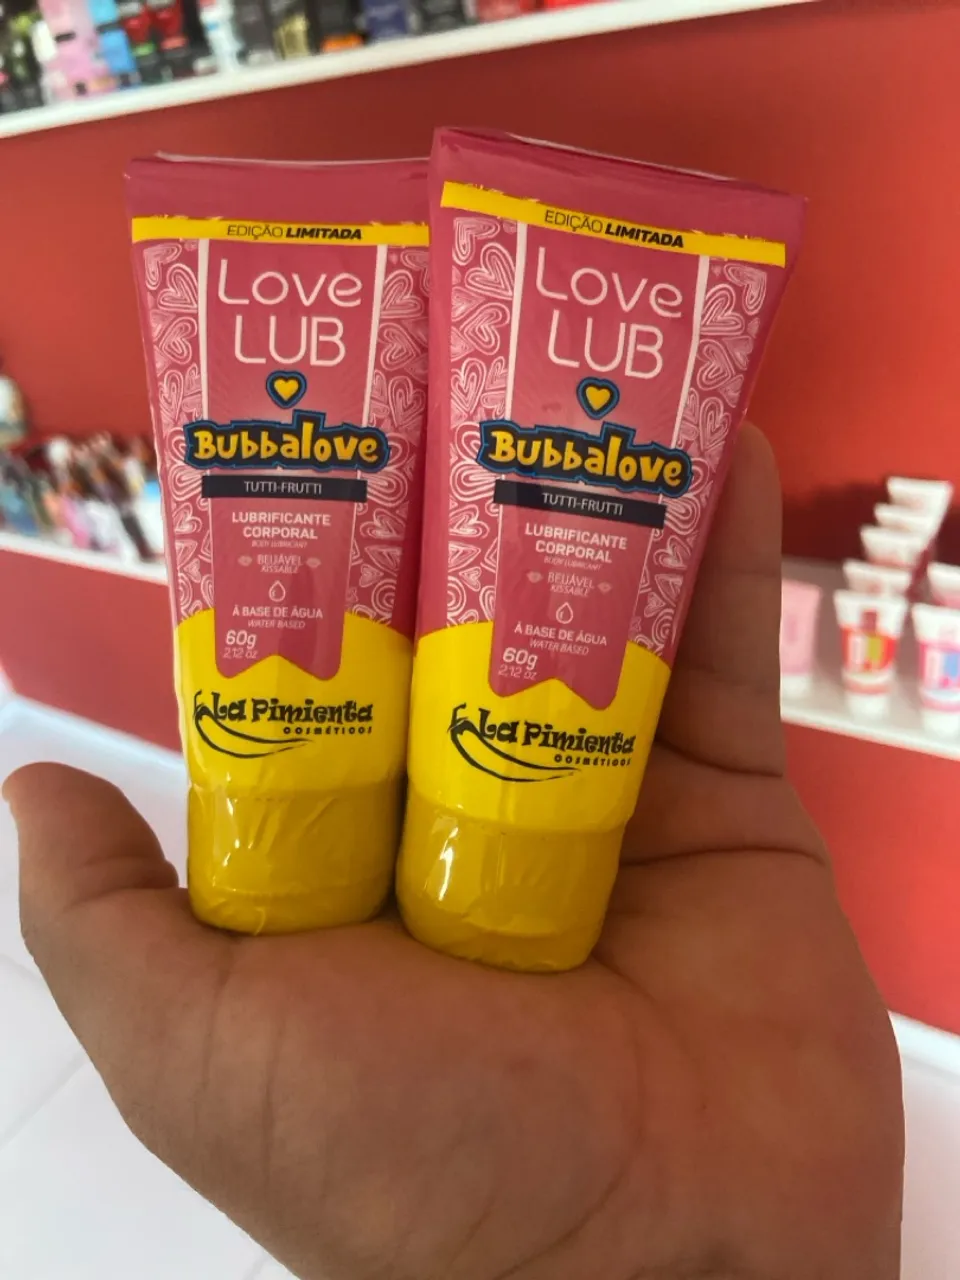 EDIÇÃO LIMITADA
Love
LUB
Bubbalove
TUTTI-FRUTTI
LUBRIFICANTE
CORPORAL
BODY LUBRICANT
BEIJÁVEL
KISSABLE
À BASE DE ÁGUA
WATER BASED
60g
2,12 oz
La Pimienta
COSMÉTICOS
EDIÇÃO LIMITADA
Love
LUB
Bubbalove
TUTTI-FRUTTI
LUBRIFICANTE
CORPORAL
BODY LUBRICANT
BEIJÁVEL
KISSABLE
À BASE DE ÁGUA
WATER BASED
60g
2,12 oz
La Pimienta
COSMÉTICOS